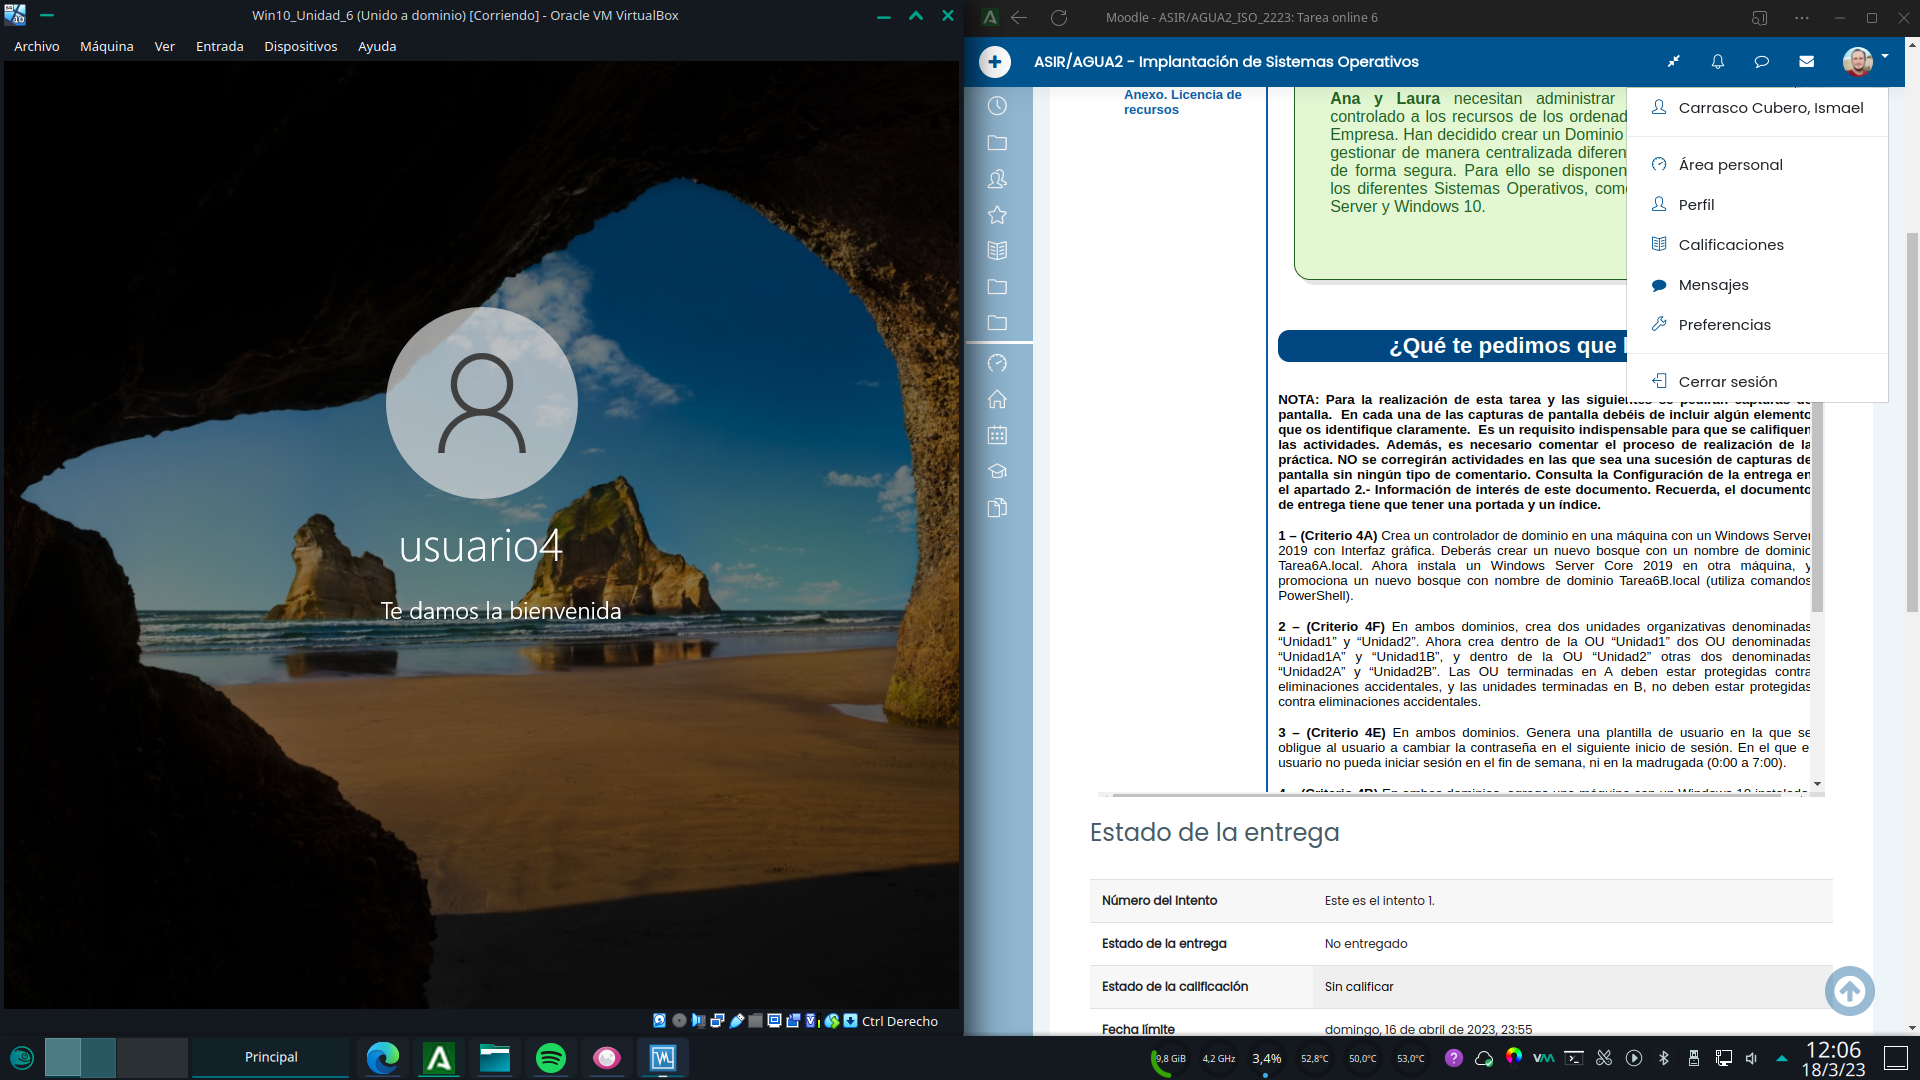 Win10_Unidad_6 (Unido a dominio) [Corriendo] - Oracle VM VirtualBox
Archivo Máquina Ver Entrada Dispositivos Ayuda
usuario4
Te damos la bienvenida
Ctrl Derecho
Moodle - ASIR/AGUA2_ISO_2223: Tarea online 6
ASIR/AGUA2 - Implantación de Sistemas Operativos
Anexo. Licencia de
recursos
Ana y Laura necesitan administrar
controlado a los recursos de los ordenad
Empresa. Han decidido crear un Dominio
gestionar de manera centralizada diferen
de forma segura. Para ello se disponen
los diferentes Sistemas Operativos, como
Server y Windows 10.
Carrasco Cubero, Ismael
Área personal
Perfil
Calificaciones
Mensajes
Preferencias
Cerrar sesión
¿Qué te pedimos que
NOTA: Para la realización de esta tarea y las siguientes se pedirán capturas de
pantalla. En cada una de las capturas de pantalla debéis de incluir algún elemento
que os identifique claramente. Es un requisito indispensable para que se califiquen
las actividades. Además, es necesario comentar el proceso de realización de la
práctica. NO se corregirán actividades en las que sea una sucesión de capturas de
pantalla sin ningún tipo de comentario. Consulta la Configuración de la entrega en
el apartado 2.- Información de interés de este documento. Recuerda, el documento
de entrega tiene que tener una portada y un índice.
1 – (Criterio 4A) Crea un controlador de dominio en una máquina con un Windows Server
2019 con Interfaz gráfica. Deberás crear un nuevo bosque con un nombre de dominio
Tarea6A.local. Ahora instala un Windows Server Core 2019 en otra máquina, y
promociona un nuevo bosque con nombre de dominio Tarea6B.local (utiliza comandos
PowerShell).
2 – (Criterio 4F) En ambos dominios, crea dos unidades organizativas denominadas
“Unidad1” y “Unidad2”. Ahora crea dentro de la OU “Unidad1” dos OU denominadas
“Unidad1A” y “Unidad1B”, y dentro de la OU “Unidad2” otras dos denominadas
“Unidad2A” y “Unidad2B”. Las OU terminadas en A deben estar protegidas contra
eliminaciones accidentales, y las unidades terminadas en B, no deben estar protegidas
contra eliminaciones accidentales.
3 – (Criterio 4E) En ambos dominios. Genera una plantilla de usuario en la que se
obligue al usuario a cambiar la contraseña en el siguiente inicio de sesión. En el que e
usuario no pueda iniciar sesión en el fin de semana, ni en la madrugada (0:00 a 7:00).
Estado de la entrega
Número del intento Este es el intento 1.
Estado de la entrega No entregado
Estado de la calificación Sin calificar
Fecha límite domingo, 16 de abril de 2023, 23:55
Principal
9,8 GiB 4,2 GHz 3,4% 52,8°C 50,0°C 53,0°C
12:06
18/3/23